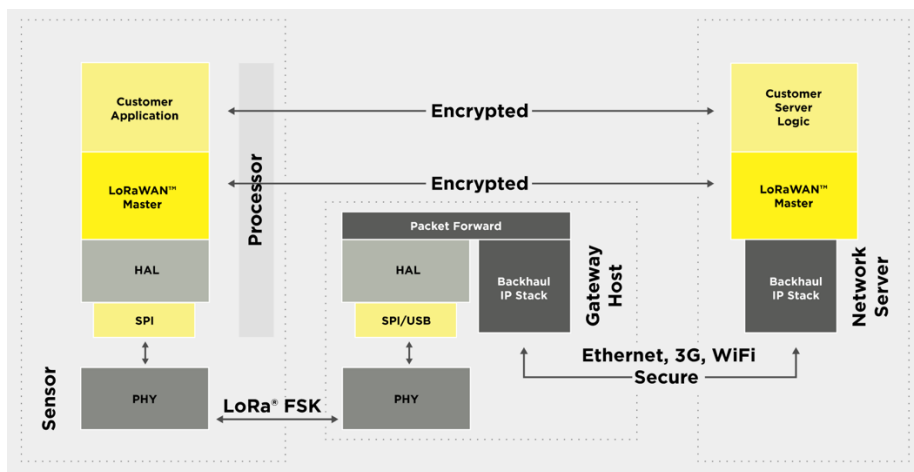 Customer
Application
LoRaWAN™
Master
HAL
SPI
PHY
Sensor
Processor
Encrypted
Encrypted
Packet Forward
HAL
SPI/USB
PHY
Backhaul
IP Stack
Gateway
Host
LoRa® FSK
Ethernet, 3G, WiFi
Secure
Customer
Server
Logic
LoRaWAN™
Master
Backhaul
IP Stack
Network
Server